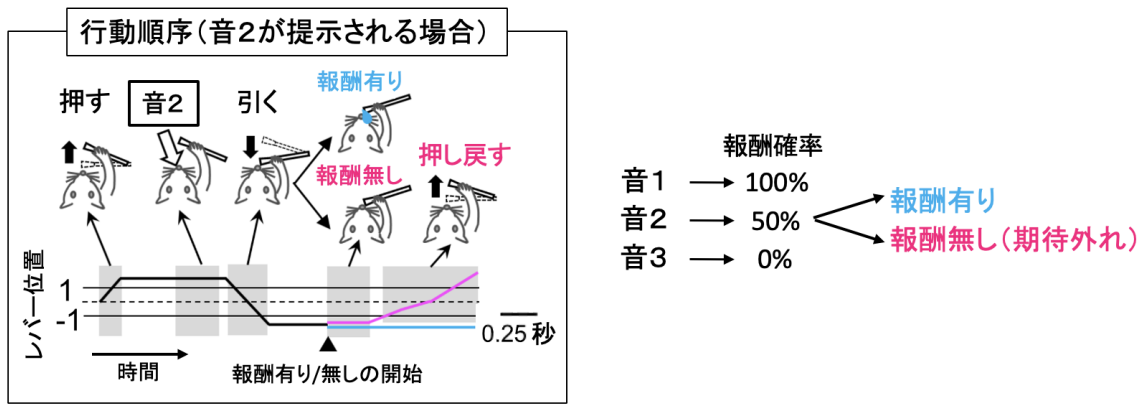 行動順序(音2が提示される場合)
押す
音2
引く
報酬有り
報酬無し
押し戻す
レバー位置
1
-1
0.25 秒
時間
報酬有り/無しの開始
報酬確率
音1 100%
音2 50%
音3 0%
報酬有り
報酬無し(期待外れ)